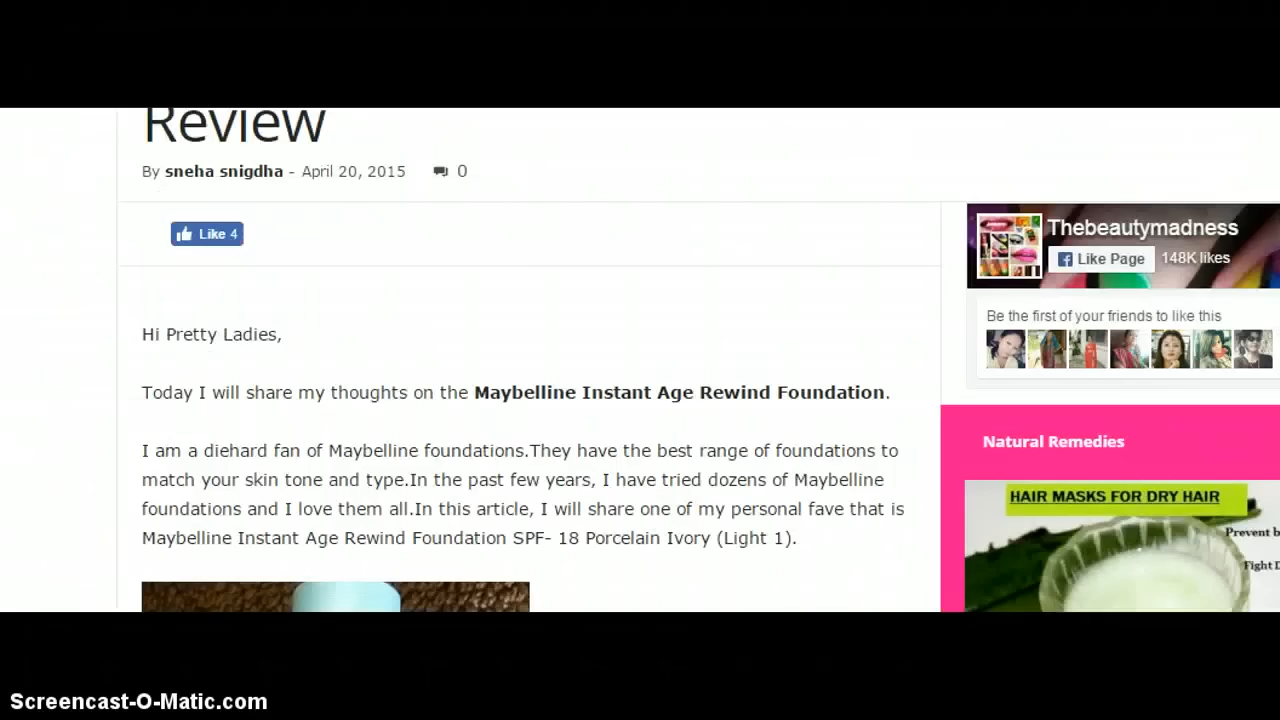 Review
By sneha snigdha - April 20, 2015 0
Like 4
Hi Pretty Ladies,
Today I will share my thoughts on the Maybelline Instant Age Rewind Foundation.
I am a diehard fan of Maybelline foundations.They have the best range of foundations to
match your skin tone and type.In the past few years, I have tried dozens of Maybelline
foundations and I love them all.In this article, I will share one of my personal fave that is
Maybelline Instant Age Rewind Foundation SPF- 18 Porcelain Ivory (Light 1).
Thebeautymadness
Like Page 148K likes
Be the first of your friends to like this
Natural Remedies
HAIR MASKS FOR DRY HAIR
Prevent b
Fight D
Screencast-O-Matic.com